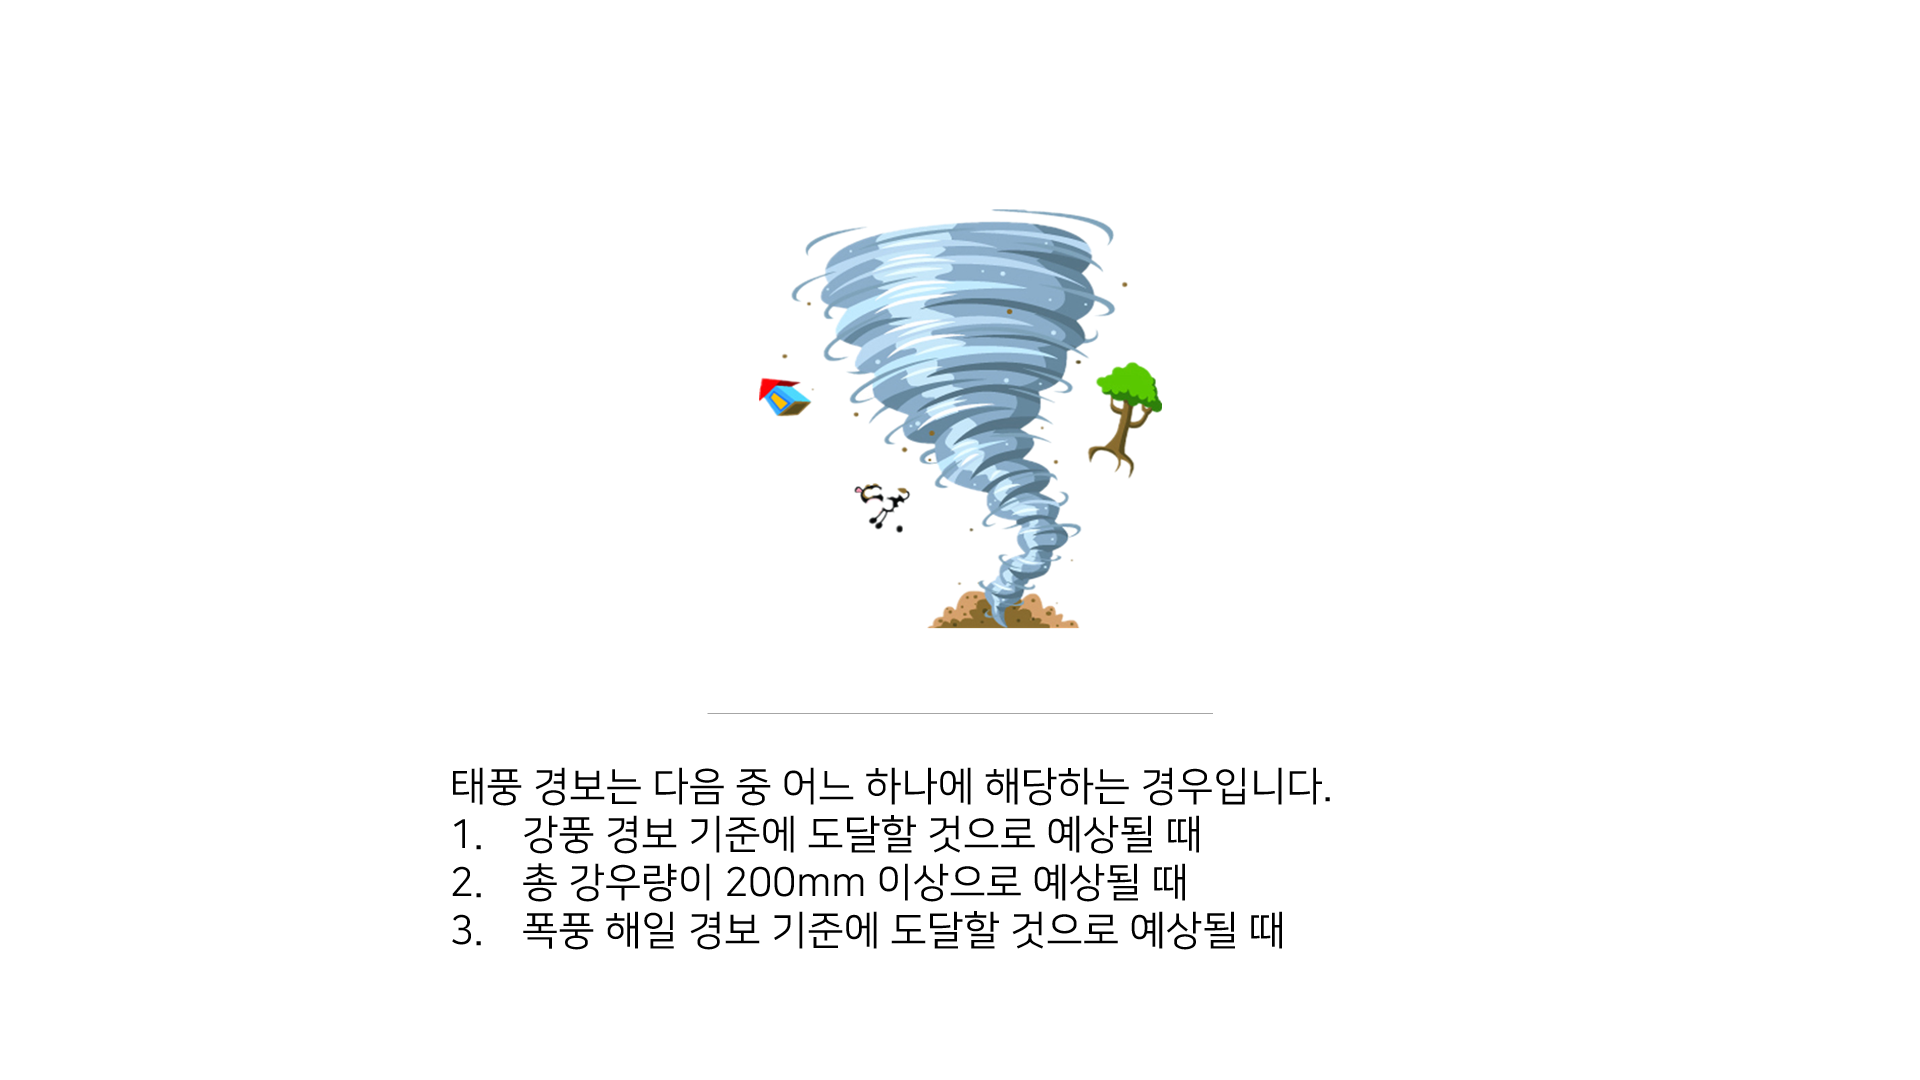 태풍 경보는 다음 중 어느 하나에 해당하는 경우입니다.
1. 강풍 경보 기준에 도달할 것으로 예상될 때
2. 총 강우량이 200mm 이상으로 예상될 때
3. 폭풍 해일 경보 기준에 도달할 것으로 예상될 때